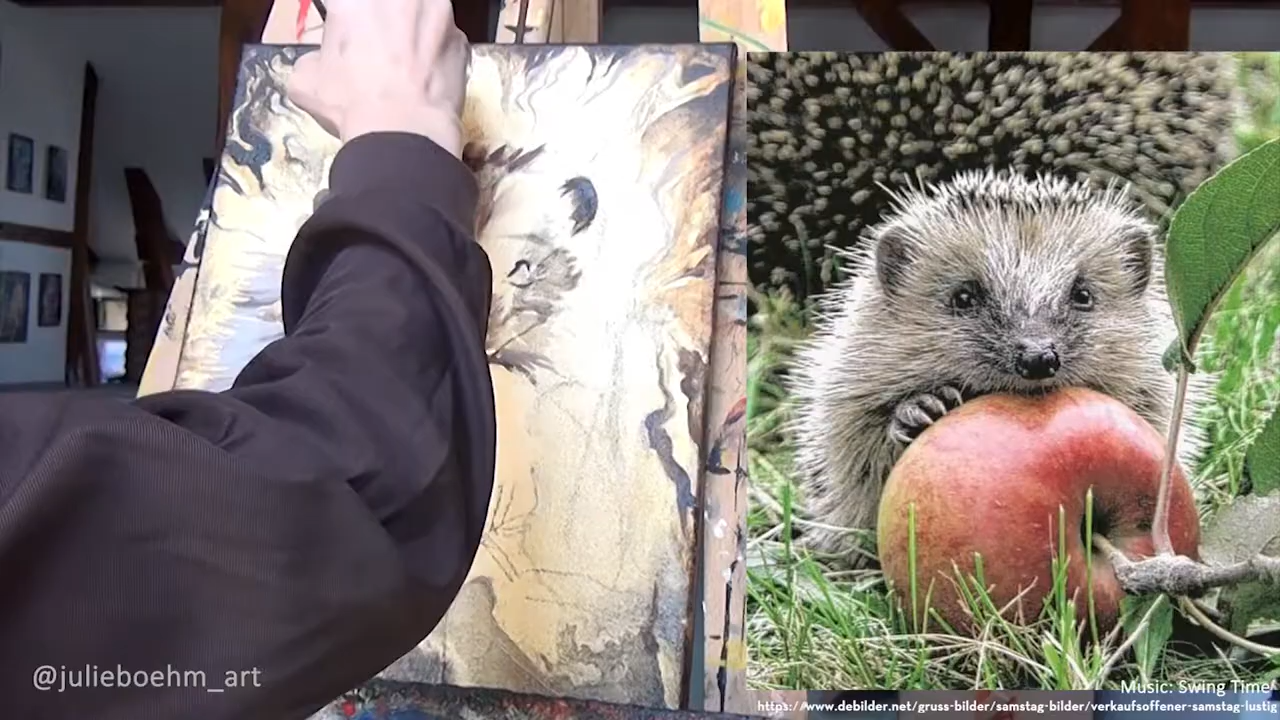 @julieboehm_art
Music: Swing Time
https://www.debilder.net/gruss-bilder/samstag-bilder/verkaufsoffener-samstag-lustig